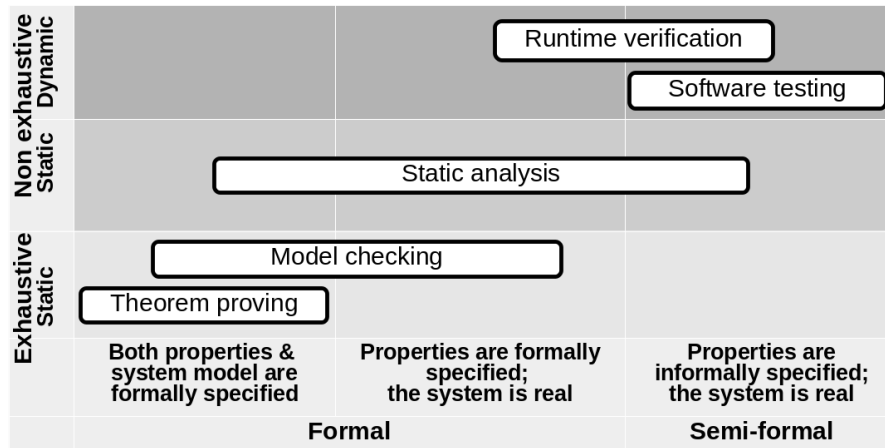 Non exhaustive
Dynamic
Runtime verification
Software testing
Static
Static analysis
Exhaustive
Static
Model checking
Theorem proving
Both properties &
system model are
formally specified
Properties are formally
specified;
the system is real
Properties are
informally specified;
the system is real
Formal
Semi-formal